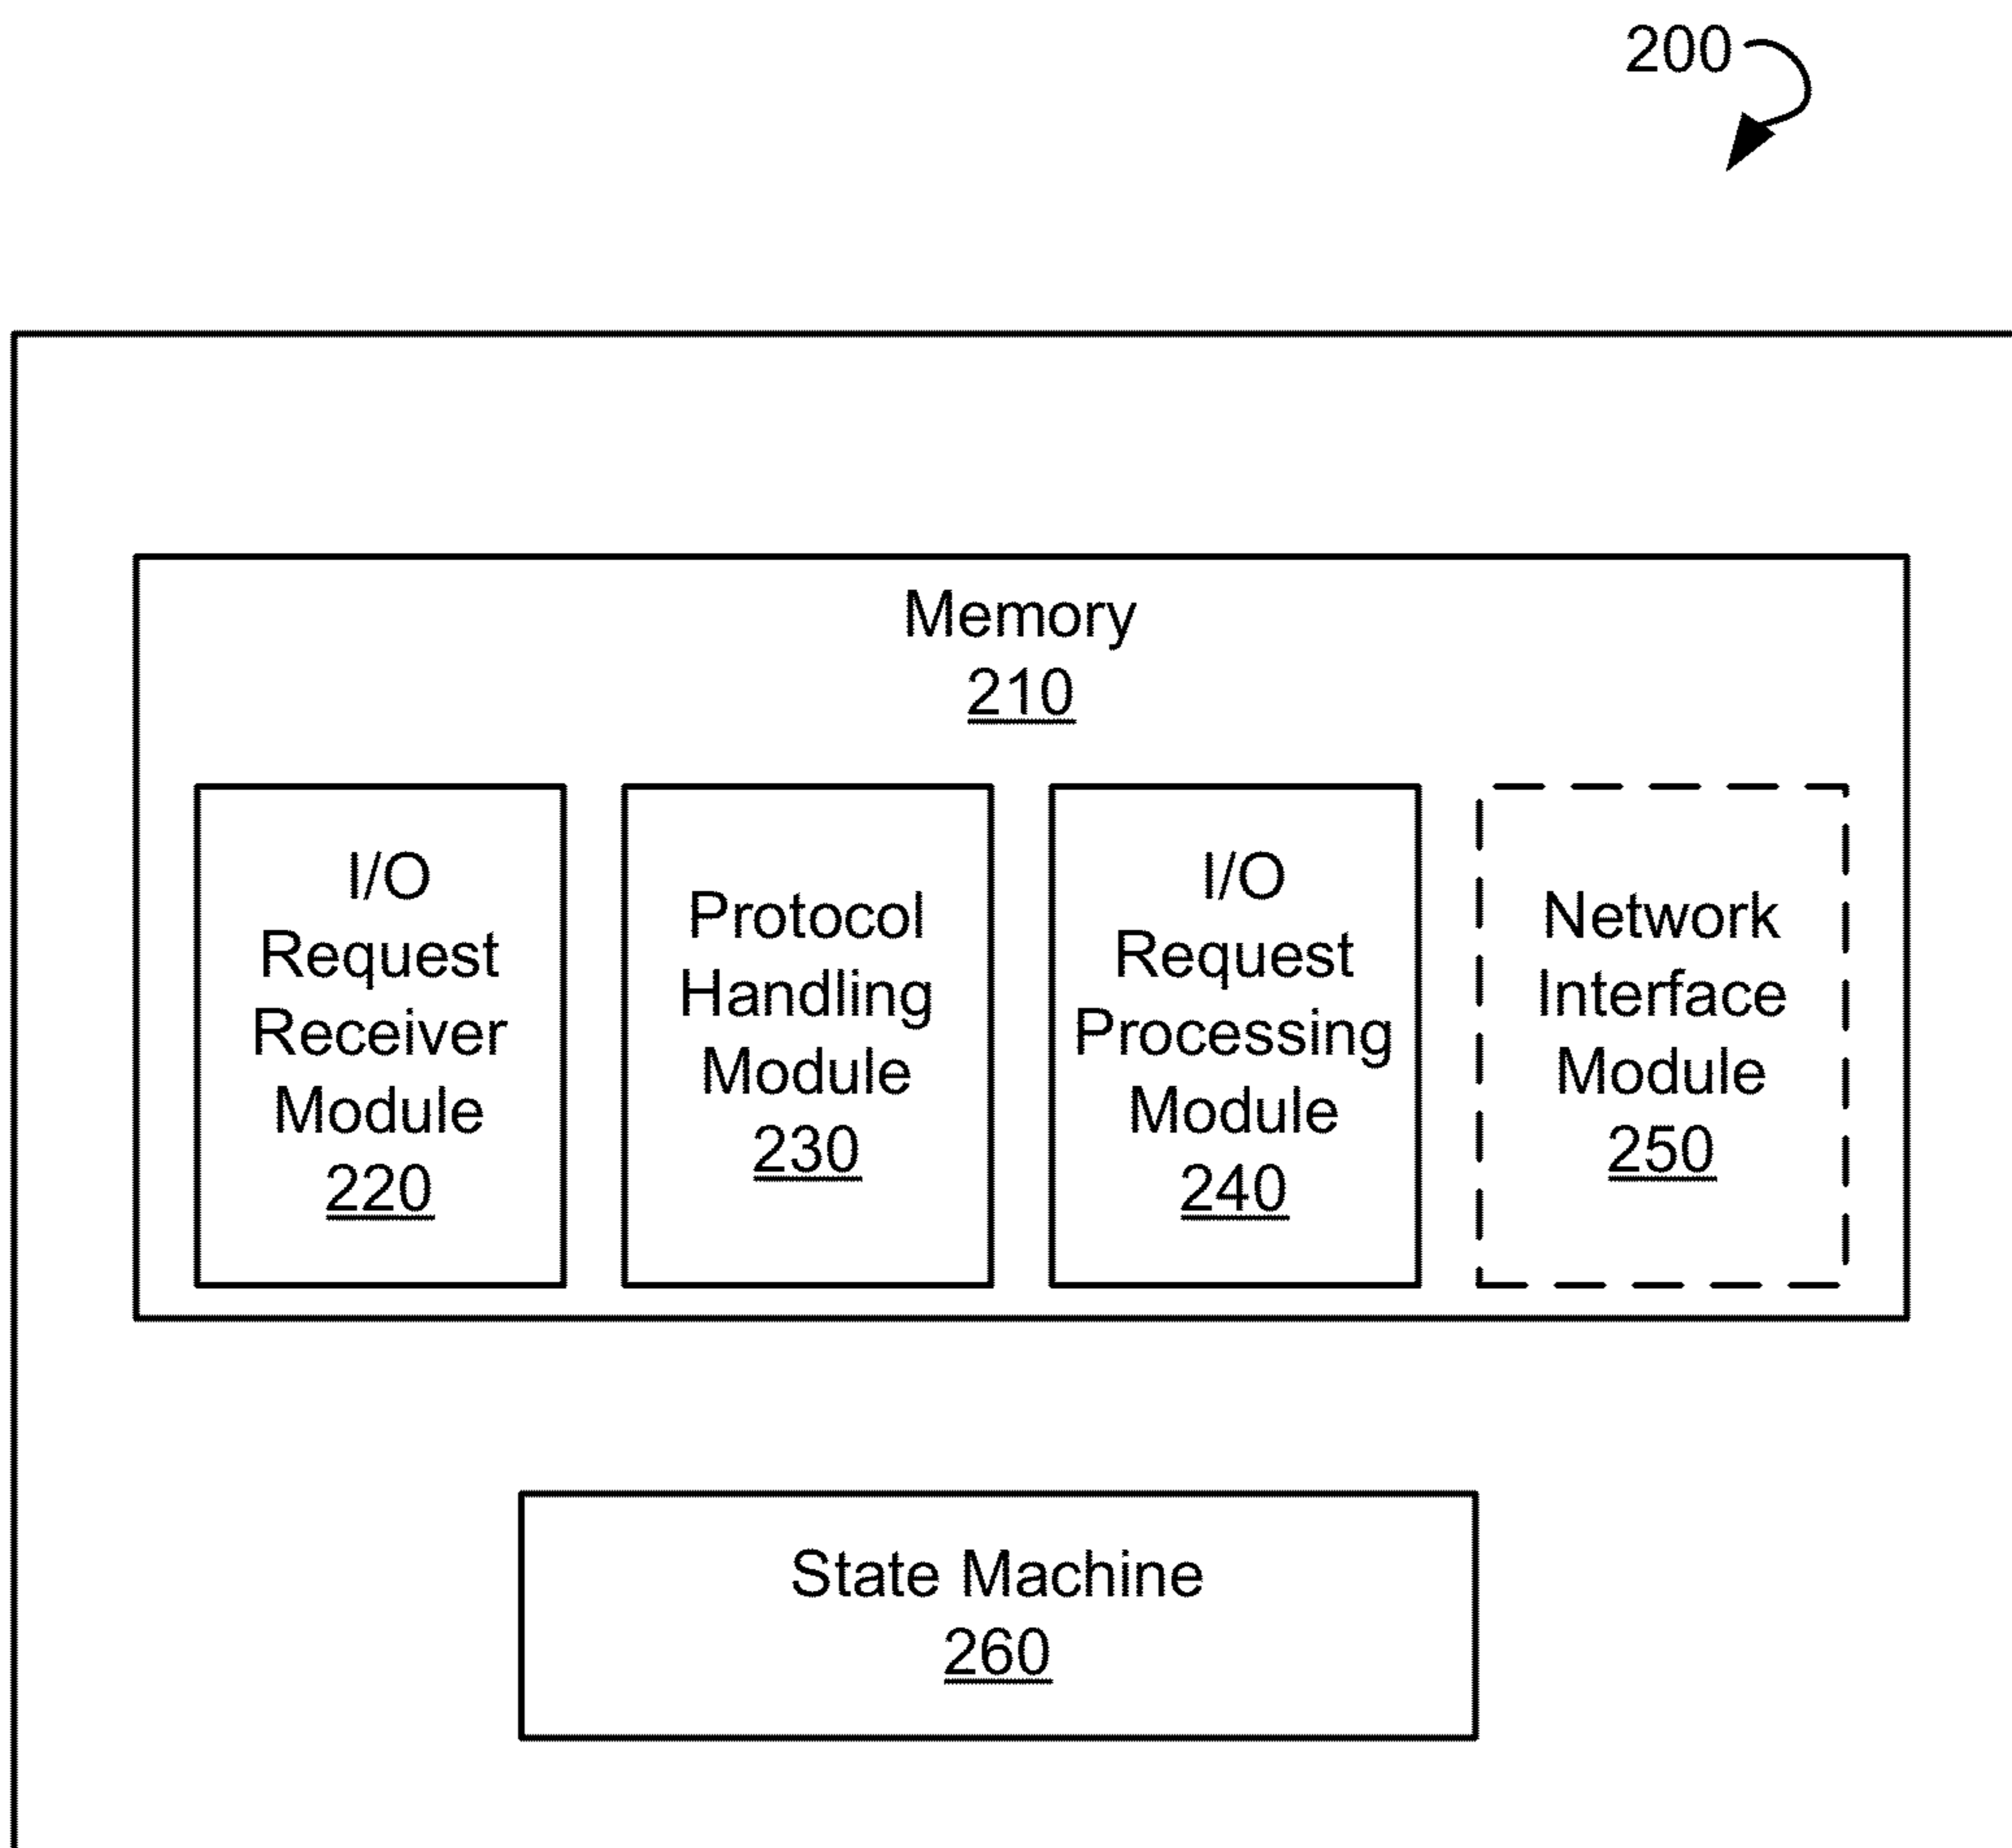 200
Memory
210
I/O
Request
Receiver
Module
220
Protocol
Handling
Module
230
I/O
Request
Processing
Module
240
Network
Interface
Module
250
State Machine
260